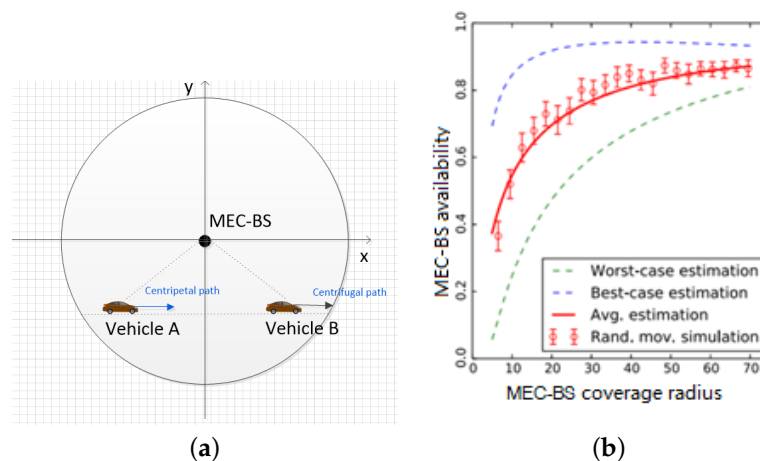 y
MEC-BS
x
Centripetal path
Centrifugal path
Vehicle A
Vehicle B
(a)
MEC-BS availability
1.0
0.8
0.6
0.4
0.2
0.0
Worst-case estimation
Best-case estimation
Avg. estimation
Rand. mov. simulation
10 20 30 40 50 60 70
MEC-BS coverage radius
(b)